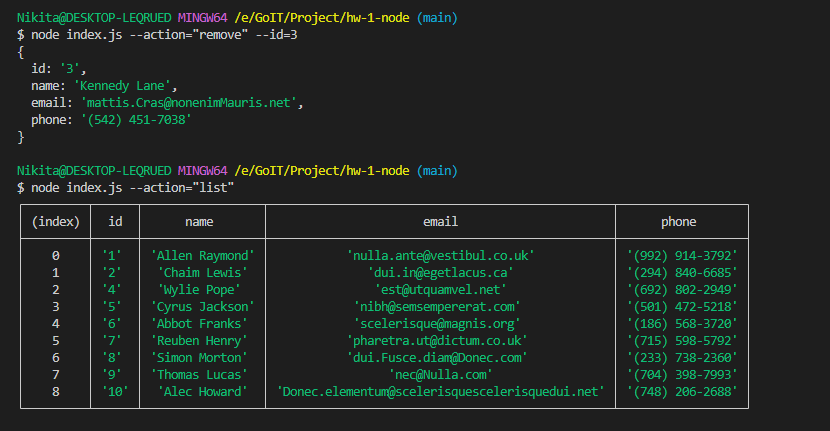 Nikita@DESKTOP-LEQRUED MINGW64 /e/GoIT/Project/hw-1-node (main)
$ node index.js --action="remove" --id=3
{
  id: '3',
  name: 'Kennedy Lane',
  email: 'mattis.Cras@nonenimMauris.net',
  phone: '(542) 451-7038'
}
Nikita@DESKTOP-LEQRUED MINGW64 /e/GoIT/Project/hw-1-node (main)
$ node index.js --action="list"
(index) id name email phone
0 '1' 'Allen Raymond' 'nulla.ante@vestibul.co.uk' '(992) 914-3792'
1 '2' 'Chaim Lewis' 'dui.in@egetlacus.ca' '(294) 840-6685'
2 '4' 'Wylie Pope' 'est@utquamvel.net' '(692) 802-2949'
3 '5' 'Cyrus Jackson' 'nibh@semsempererat.com' '(501) 472-5218'
4 '6' 'Abbot Franks' 'scelerisque@magnis.org' '(186) 568-3720'
5 '7' 'Reuben Henry' 'pharetra.ut@dictum.co.uk' '(715) 598-5792'
6 '8' 'Simon Morton' 'dui.Fusce.diam@Donec.com' '(233) 738-2360'
7 '9' 'Thomas Lucas' 'nec@Nulla.com' '(704) 398-7993'
8 '10' 'Alec Howard' 'Donec.elementum@scelerisquescelerisquedui.net' '(748) 206-2688'